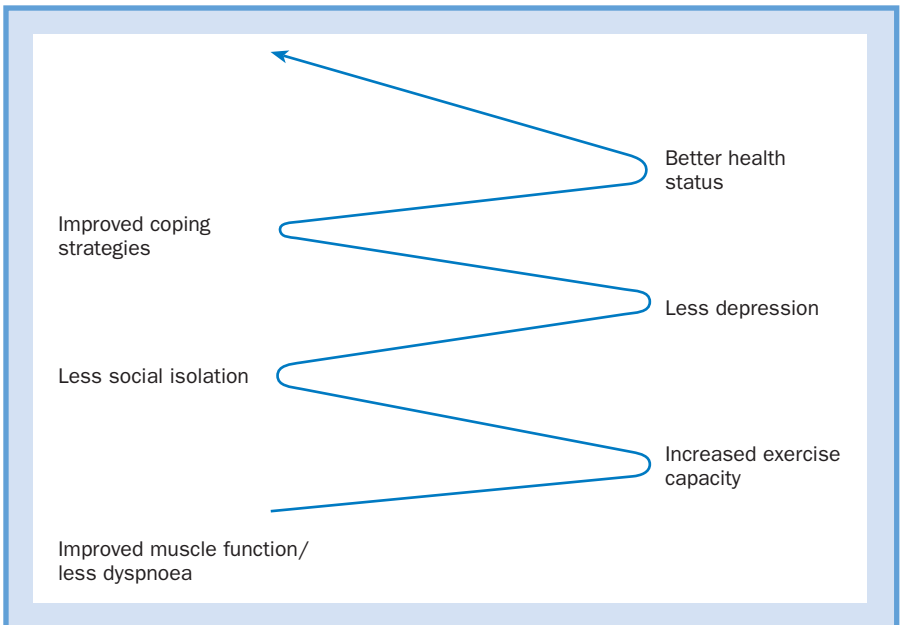 Better health
status
Improved coping
strategies
Less depression
Less social isolation
Increased exercise
capacity
Improved muscle function/
less dyspnoea